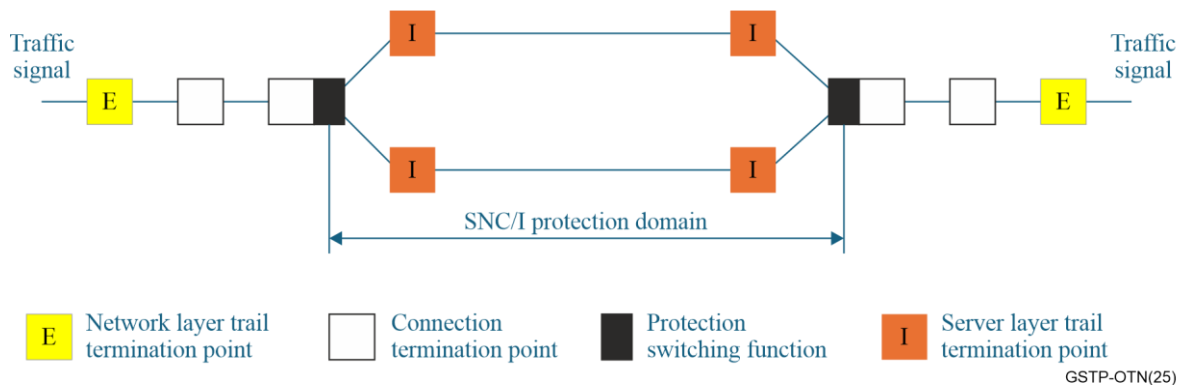 Traffic
signal
E
I
I
I
I
E
Traffic
signal
SNC/I protection domain
E
Network layer trail
termination point
Connection
termination point
Protection
switching function
I
Server layer trail
termination point
GSTP-OTN(25)